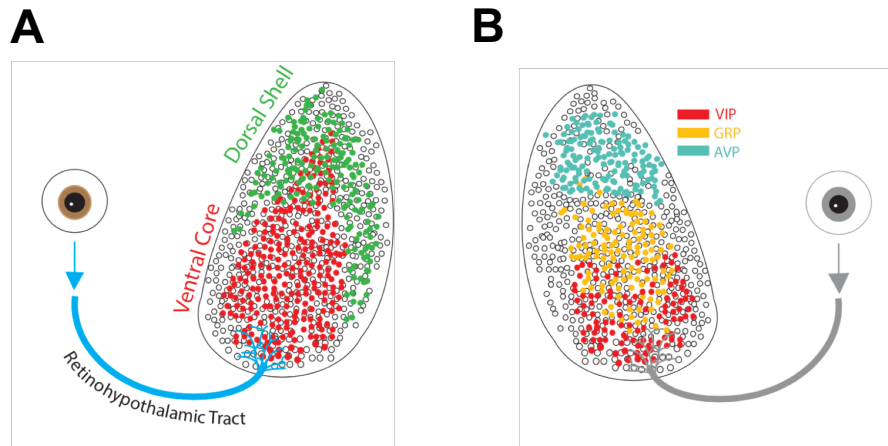 A
B
Dorsal Shell
Ventral Core
Retinohypothalamic Tract
VIP
GRP
AVP